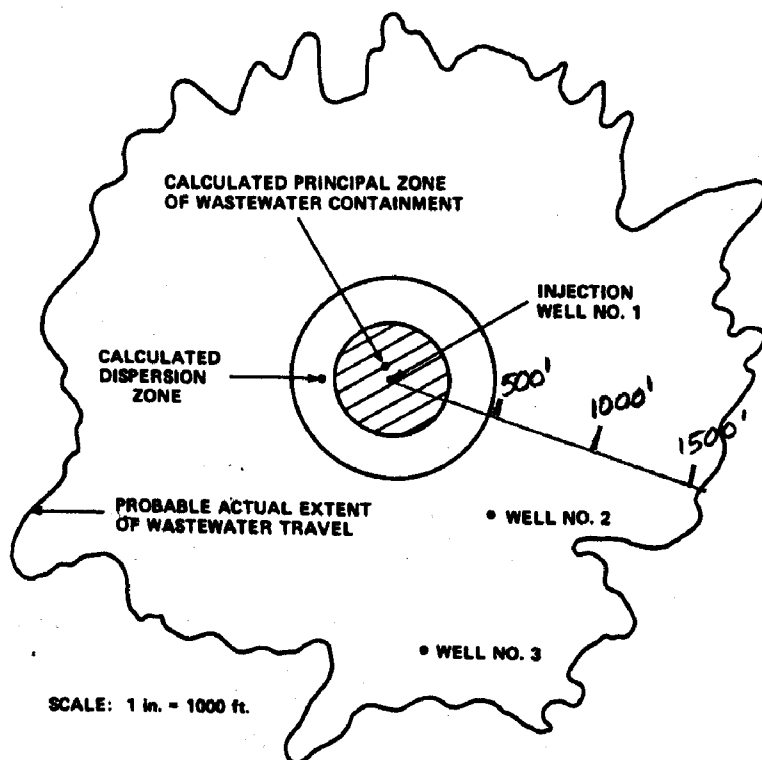 CALCULATED PRINCIPAL ZONE
OF WASTEWATER CONTAINMENT
INJECTION
WELL NO. 1
CALCULATED
DISPERSION
ZONE
500'
1000'
1500'
PROBABLE ACTUAL EXTENT
OF WASTEWATER TRAVEL
WELL NO. 2
WELL NO. 3
SCALE: 1 in. = 1000 ft.